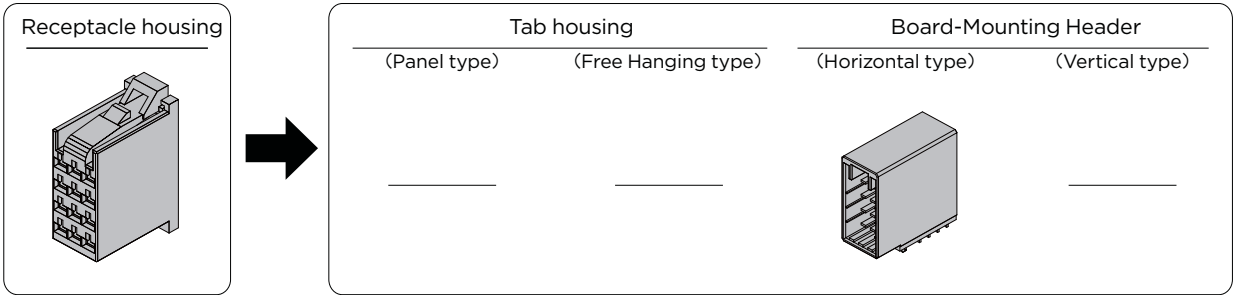 Receptacle housing
Tab housing
Board-Mounting Header
(Panel type)
(Free Hanging type)
(Horizontal type)
(Vertical type)